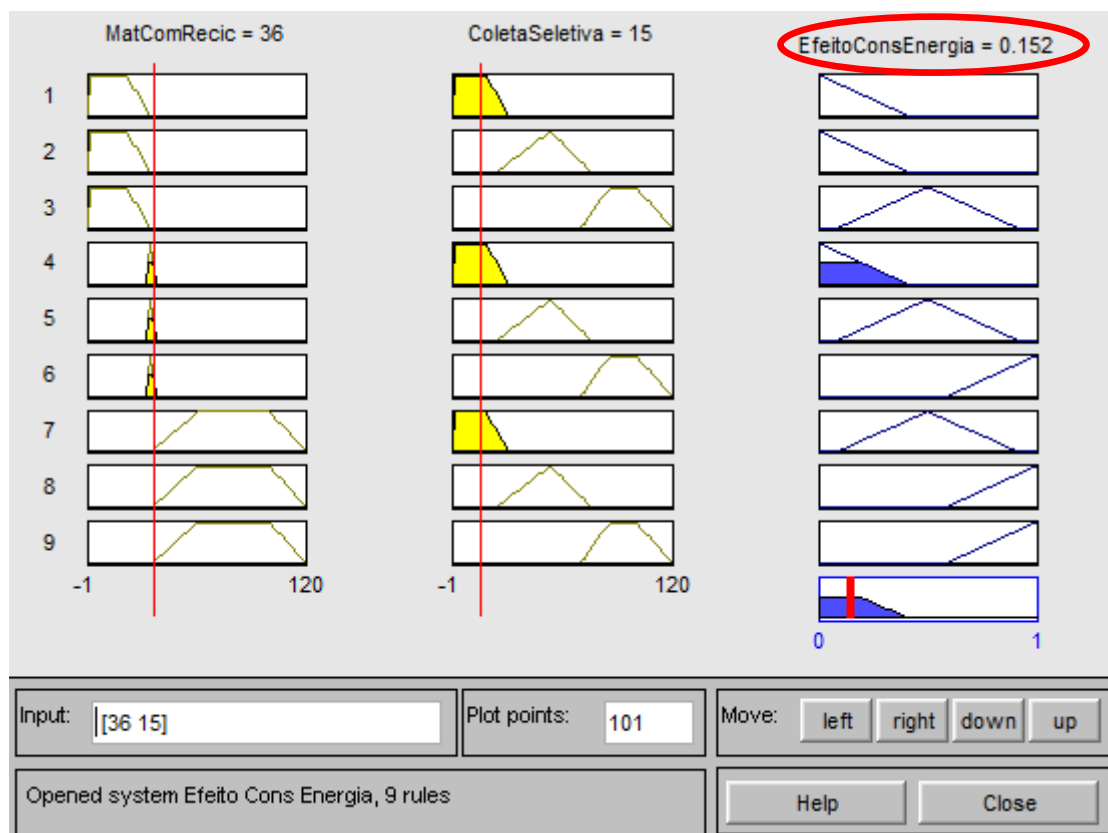 MatComRecic = 36
ColetaSeletiva = 15
EfeitoConsEnergia = 0.152
1
2
3
4
5
6
7
8
9
-1 120
-1 120
0 1
Input: [36 15]
Plot points: 101
Move: left right down up
Opened system Efeito Cons Energia, 9 rules
Help Close